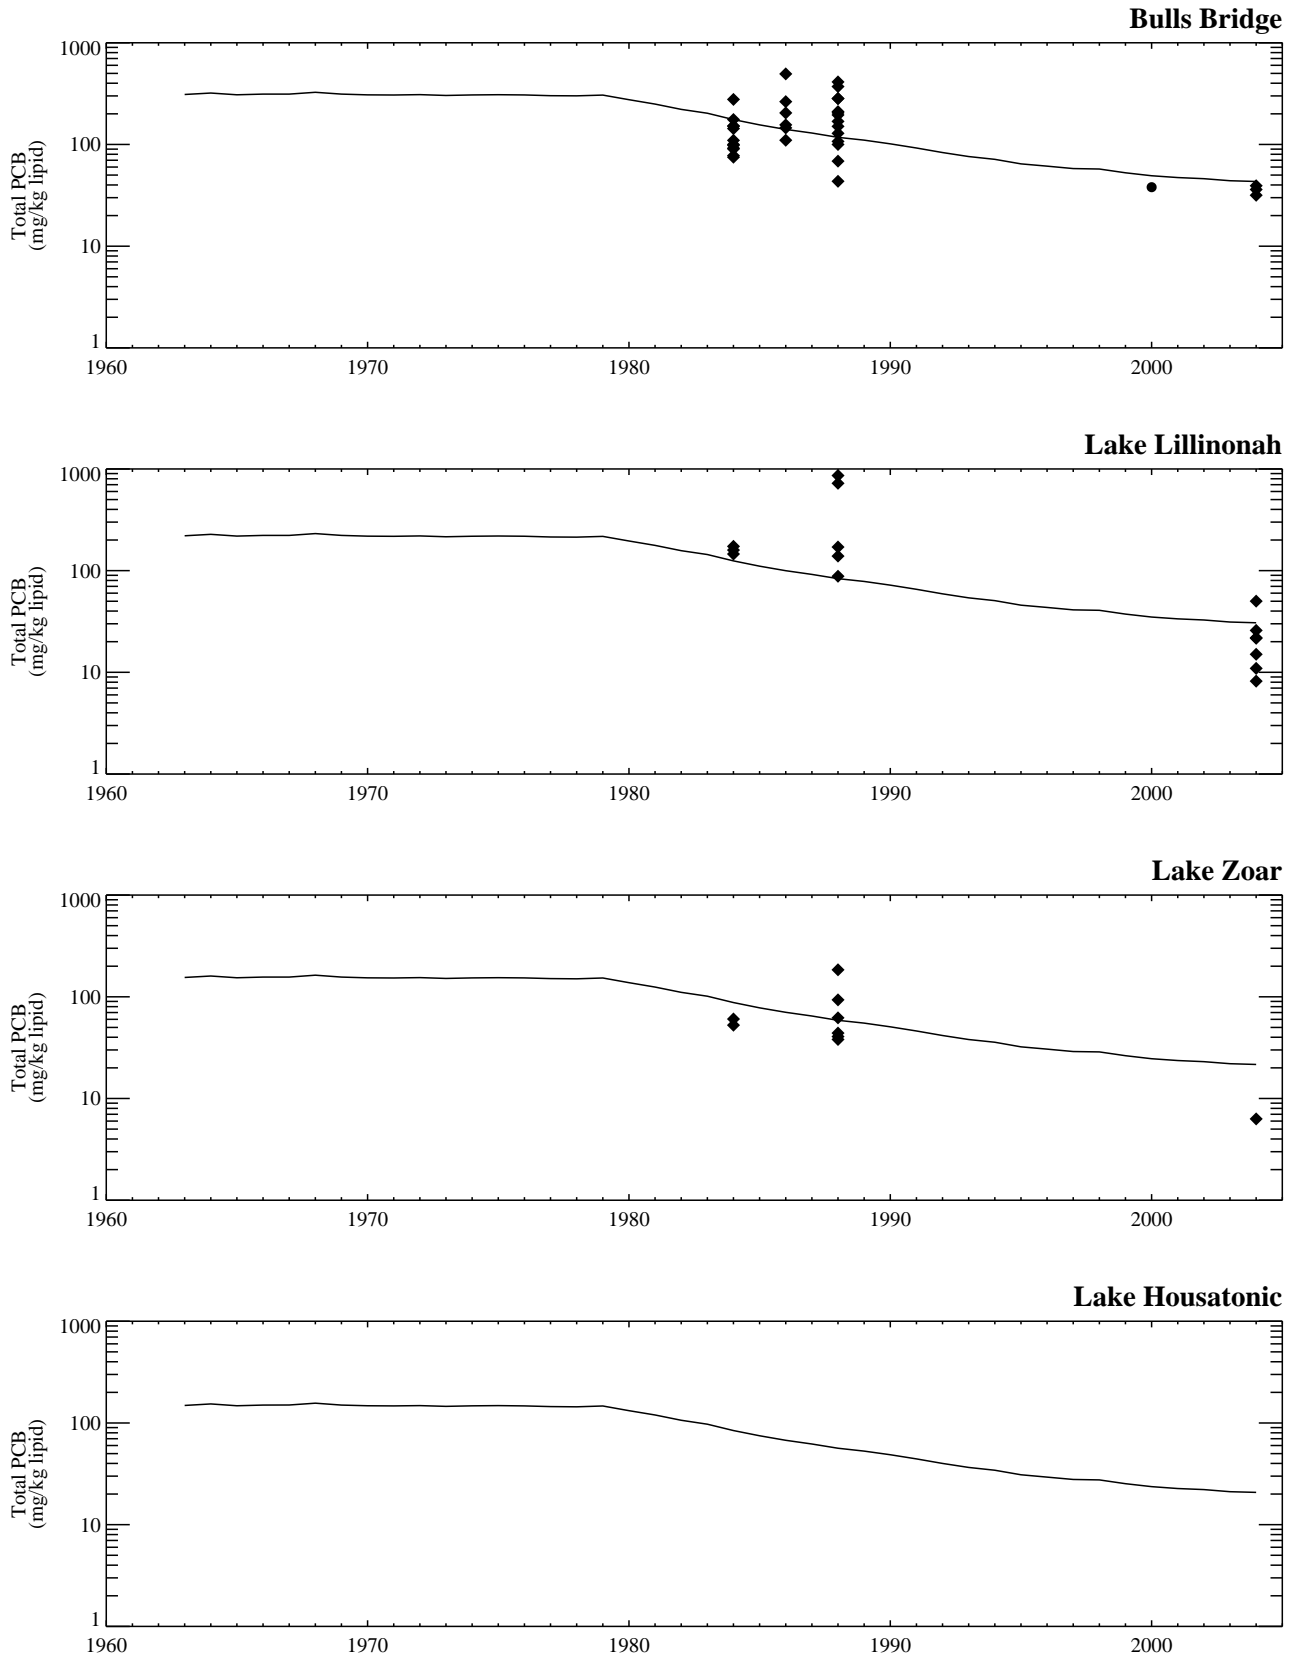 Bulls Bridge
1000
100
10
1
Total PCB
(mg/kg lipid)
1960 1970 1980 1990 2000
Lake Lillinonah
1000
100
10
1
Total PCB
(mg/kg lipid)
1960 1970 1980 1990 2000
Lake Zoar
1000
100
10
1
Total PCB
(mg/kg lipid)
1960 1970 1980 1990 2000
Lake Housatonic
1000
100
10
1
Total PCB
(mg/kg lipid)
1960 1970 1980 1990 2000